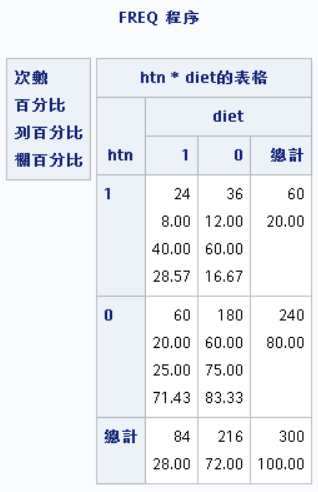 FREQ 程序
次數
百分比
列百分比
欄百分比
htn * diet的表格
diet
htn 1 0 總計
1 24 36 60
8.00 12.00 20.00
40.00 60.00
28.57 16.67
0 60 180 240
20.00 60.00 80.00
25.00 75.00
71.43 83.33
總計 84 216 300
28.00 72.00 100.00